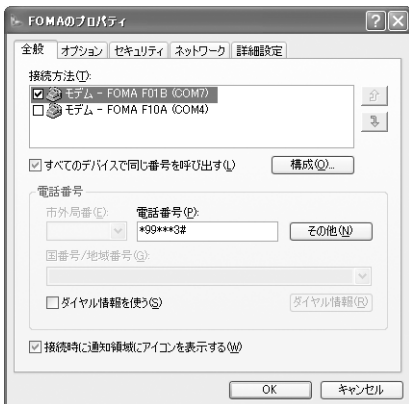 FOMAのプロパティ
全般 オプション セキュリティ ネットワーク 詳細設定
接続方法(T):
モデム - FOMA F01B (COM7)
モデム - FOMA F10A (COM4)
すべてのデバイスで同じ番号を呼び出す(L) 構成(O)...
電話番号
市外局番(E): 電話番号(P):
*99***3# その他(N)
国番号/地域番号(G):
ダイヤル情報を使う(S) ダイヤル情報(R)
接続時に通知領域にアイコンを表示する(W)
OK キャンセル